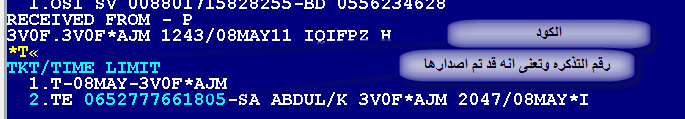 1.OSI SV 008801715828255-BD 0556234628
RECEIVED FROM - P
3V0F.3V0F*AJM 1243/08MAY11 IQIFPZ H
الكود
*T«
رقم التذكره وتعنى انه قد تم اصدارها
TKT/TIME LIMIT
1.T-08MAY-3V0F*AJM
2.TE 0652777661805-SA ABDUL/K 3V0F*AJM 2047/08MAY*I